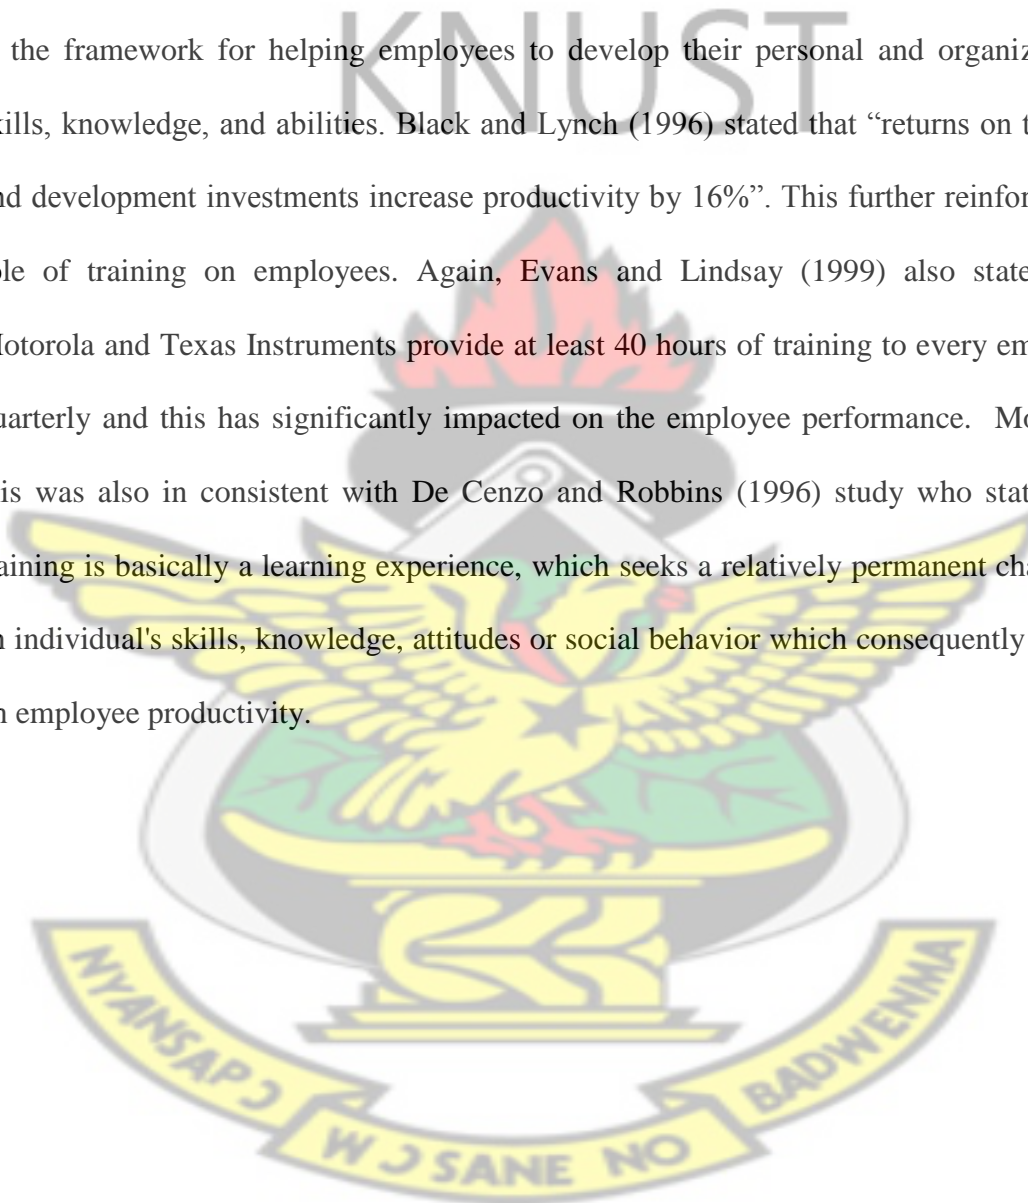 KNUST
the framework for helping employees to develop their personal and organiz
kills, knowledge, and abilities. Black and Lynch (1996) stated that “returns on t
nd development investments increase productivity by 16%”. This further reinfor
ole of training on employees. Again, Evans and Lindsay (1999) also state
Motorola and Texas Instruments provide at least 40 hours of training to every em
uarterly and this has significantly impacted on the employee performance. Mo
is was also in consistent with De Cenzo and Robbins (1996) study who stat
aining is basically a learning experience, which seeks a relatively permanent cha
n individual's skills, knowledge, attitudes or social behavior which consequently
n employee productivity.
NYANSAPƆ
WƆSANE NO
BADWENMA